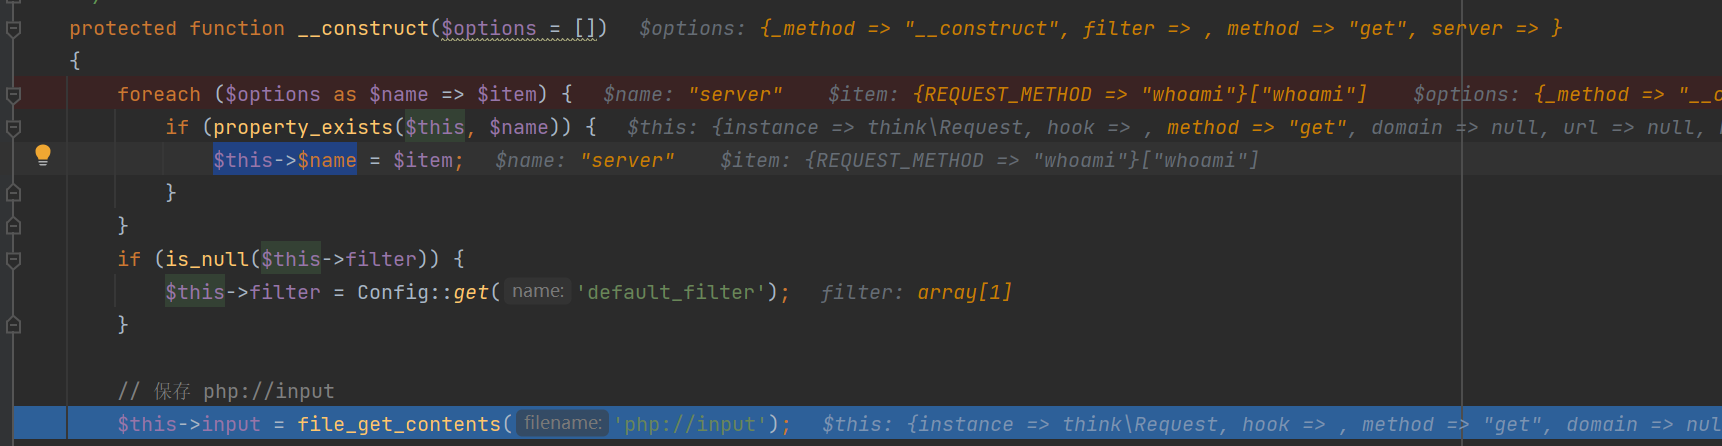 protected function __construct($options = []) $options: {_method => "__construct", filter => , method => "get", server => }
{
foreach ($options as $name => $item) { $name: "server" $item: {REQUEST_METHOD => "whoami"}["whoami"] $options: {_method => "__c
if (property_exists($this, $name)) { $this: {instance => think\Request, hook => , method => "get", domain => null, url => null,
$this->$name = $item; $name: "server" $item: {REQUEST_METHOD => "whoami"}["whoami"]
}
}
if (is_null($this->filter)) {
$this->filter = Config::get( name: 'default_filter'); filter: array[1]
}
// 保存 php://input
$this->input = file_get_contents( filename: 'php://input'); $this: {instance => think\Request, hook => , method => "get", domain => nul